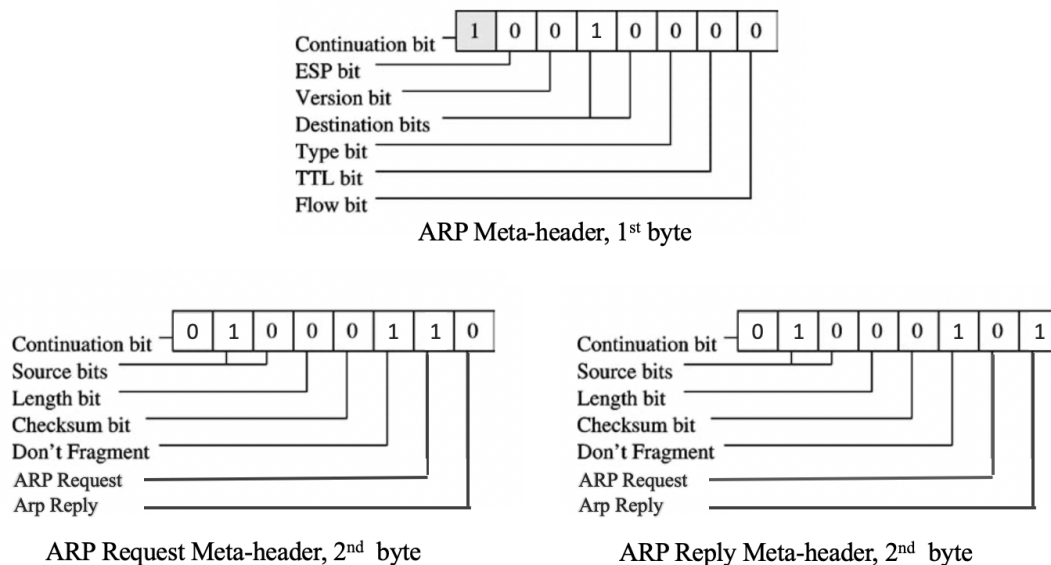 1 0 0 1 0 0 0 0
Continuation bit
ESP bit
Version bit
Destination bits
Type bit
TTL bit
Flow bit
ARP Meta-header, 1st byte
0 1 0 0 0 1 1 0
Continuation bit
Source bits
Length bit
Checksum bit
Don't Fragment
ARP Request
Arp Reply
ARP Request Meta-header, 2nd byte
0 1 0 0 0 1 0 1
Continuation bit
Source bits
Length bit
Checksum bit
Don't Fragment
ARP Request
Arp Reply
ARP Reply Meta-header, 2nd byte